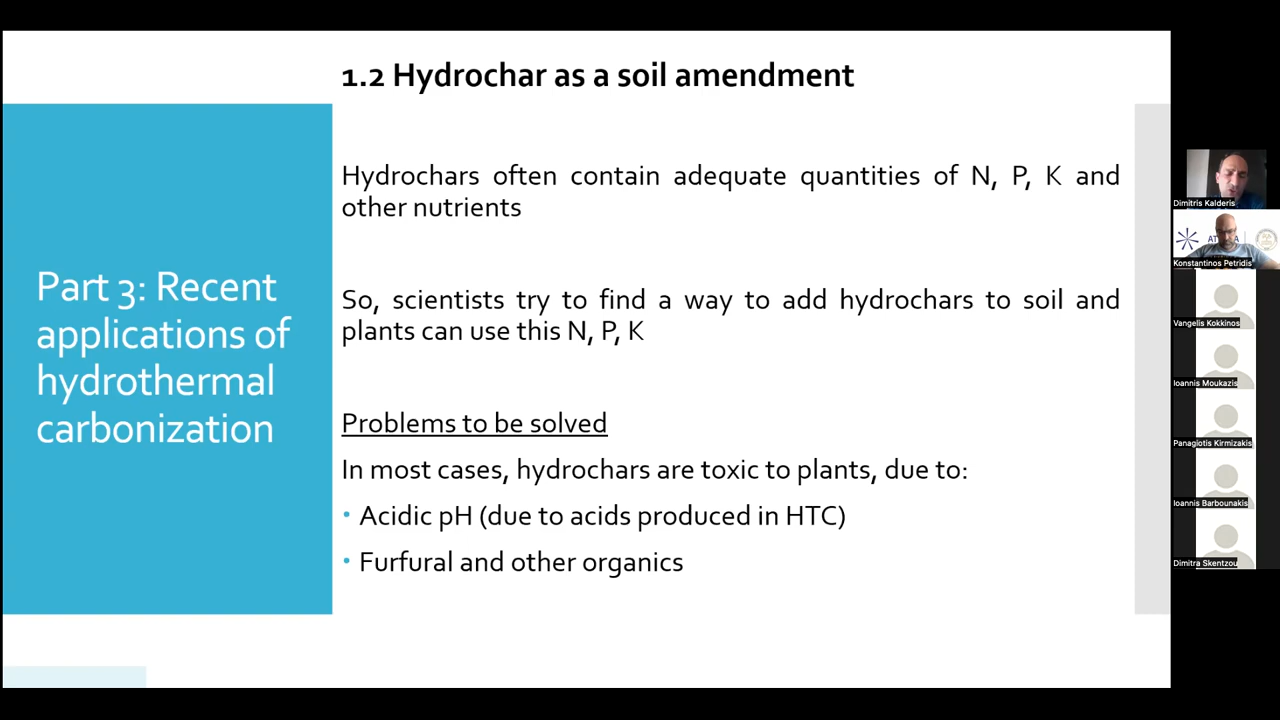 1.2 Hydrochar as a soil amendment
Part 3: Recent
applications of
hydrothermal
carbonization
Hydrochars often contain adequate quantities of N, P, K and
other nutrients
So, scientists try to find a way to add hydrochars to soil and
plants can use this N, P, K
Problems to be solved
In most cases, hydrochars are toxic to plants, due to:
• Acidic pH (due to acids produced in HTC)
• Furfural and other organics
Dimitris Kalderis
Konstantinos Petridis
Vangelis Kokkinos
Ioannis Moukazis
Panagiotis Kirmizakis
Ioannis Barbounakis
Dimitra Skentzou